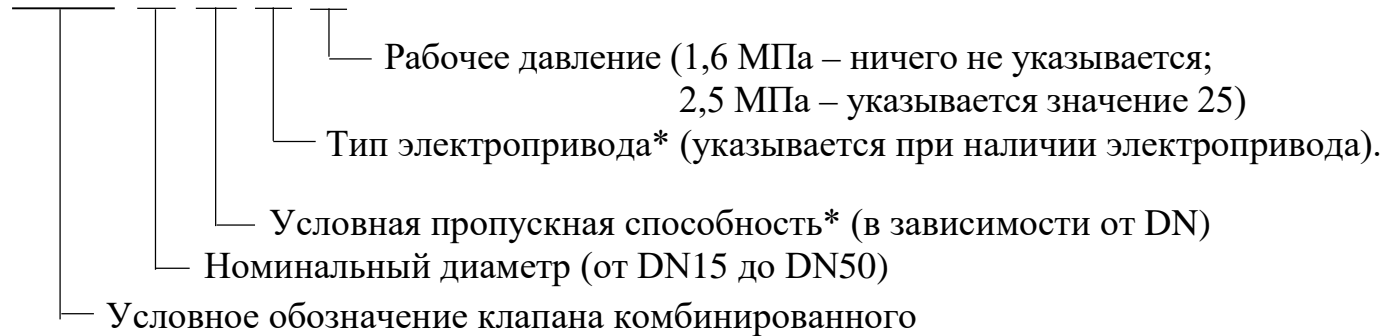 Рабочее давление (1,6 МПа – ничего не указывается;
2,5 МПа – указывается значение 25)
Тип электропривода* (указывается при наличии электропривода).
Условная пропускная способность* (в зависимости от DN)
Номинальный диаметр (от DN15 до DN50)
Условное обозначение клапана комбинированного